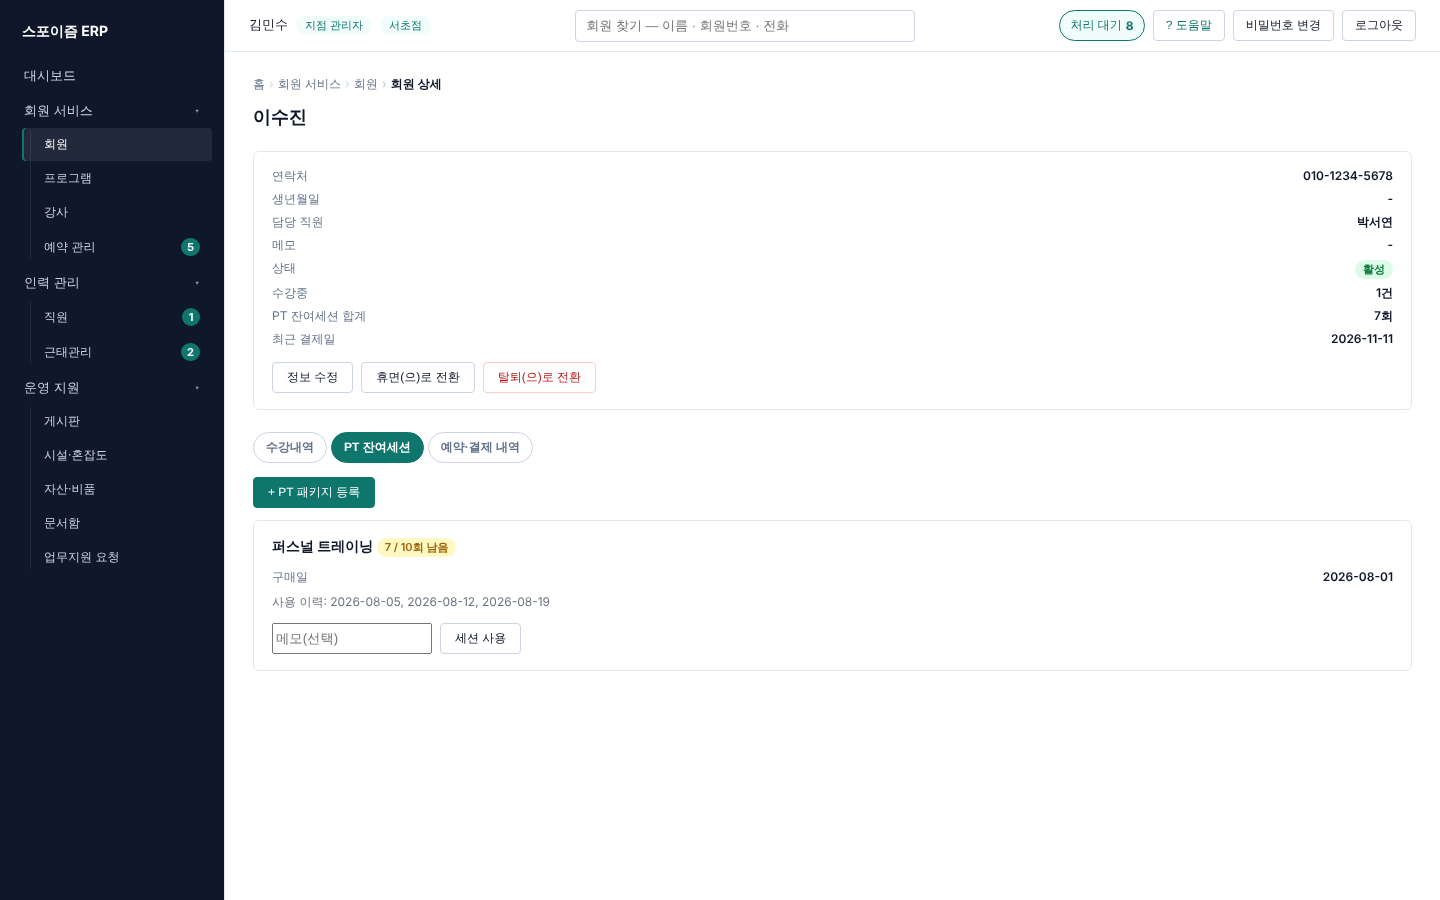 스포이즘 ERP
대시보드
회원 서비스
회원
프로그램
강사
예약 관리 5
인력 관리
직원 1
근태관리 2
운영 지원
게시판
시설·혼잡도
자산·비품
문서함
업무지원 요청
김민수 지점 관리자 서초점
회원 찾기 — 이름 · 회원번호 · 전화
처리 대기 8
? 도움말
비밀번호 변경
로그아웃
홈 › 회원 서비스 › 회원 › 회원 상세
이수진
연락처 010-1234-5678
생년월일 -
담당 직원 박서연
메모 -
상태 활성
수강중 1건
PT 잔여세션 합계 7회
최근 결제일 2026-11-11
정보 수정 휴면(으)로 전환 탈퇴(으)로 전환
수강내역 PT 잔여세션 예약·결제 내역
+ PT 패키지 등록
퍼스널 트레이닝 7 / 10회 남음
구매일 2026-08-01
사용 이력: 2026-08-05, 2026-08-12, 2026-08-19
메모(선택) 세션 사용